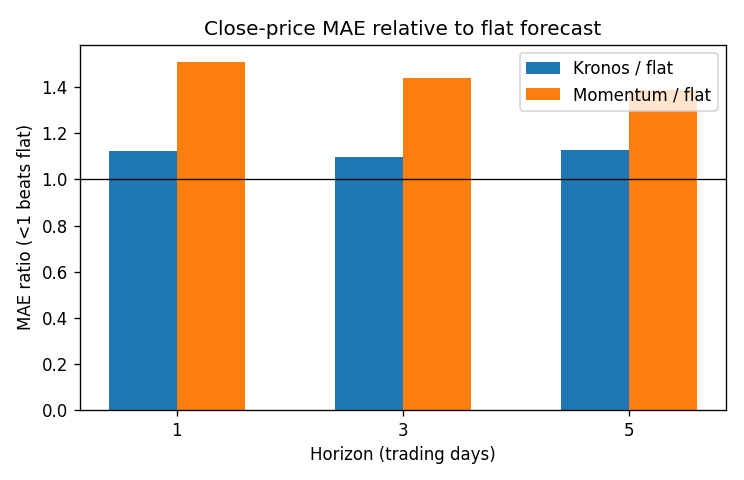 Close-price MAE relative to flat forecast
Kronos / flat
Momentum / flat
MAE ratio (<1 beats flat)
1.4
1.2
1.0
0.8
0.6
0.4
0.2
0.0
1 3 5
Horizon (trading days)